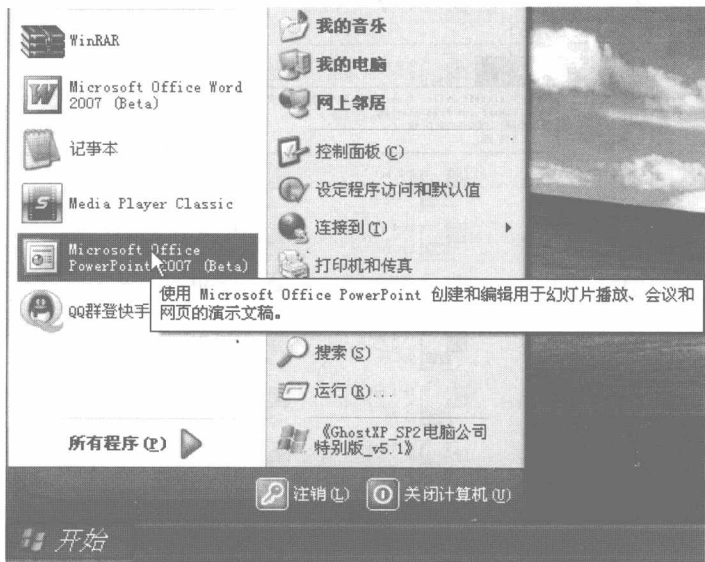 WinRAR
Microsoft Office Word
2007 (Beta)
记事本
Media Player Classic
Microsoft Office
PowerPoint 2007 (Beta)
QQ群登快手
所有程序(P)
我的音乐
我的电脑
网上邻居
控制面板(C)
设定程序访问和默认值
连接到(T)
打印机和传真
使用 Microsoft Office PowerPoint 创建和编辑用于幻灯片播放、会议和
网页的演示文稿。
搜索(S)
运行(R)...
《GhostXP_SP2电脑公司
特别版_v5.1》
注销(L)
关闭计算机(U)
开始